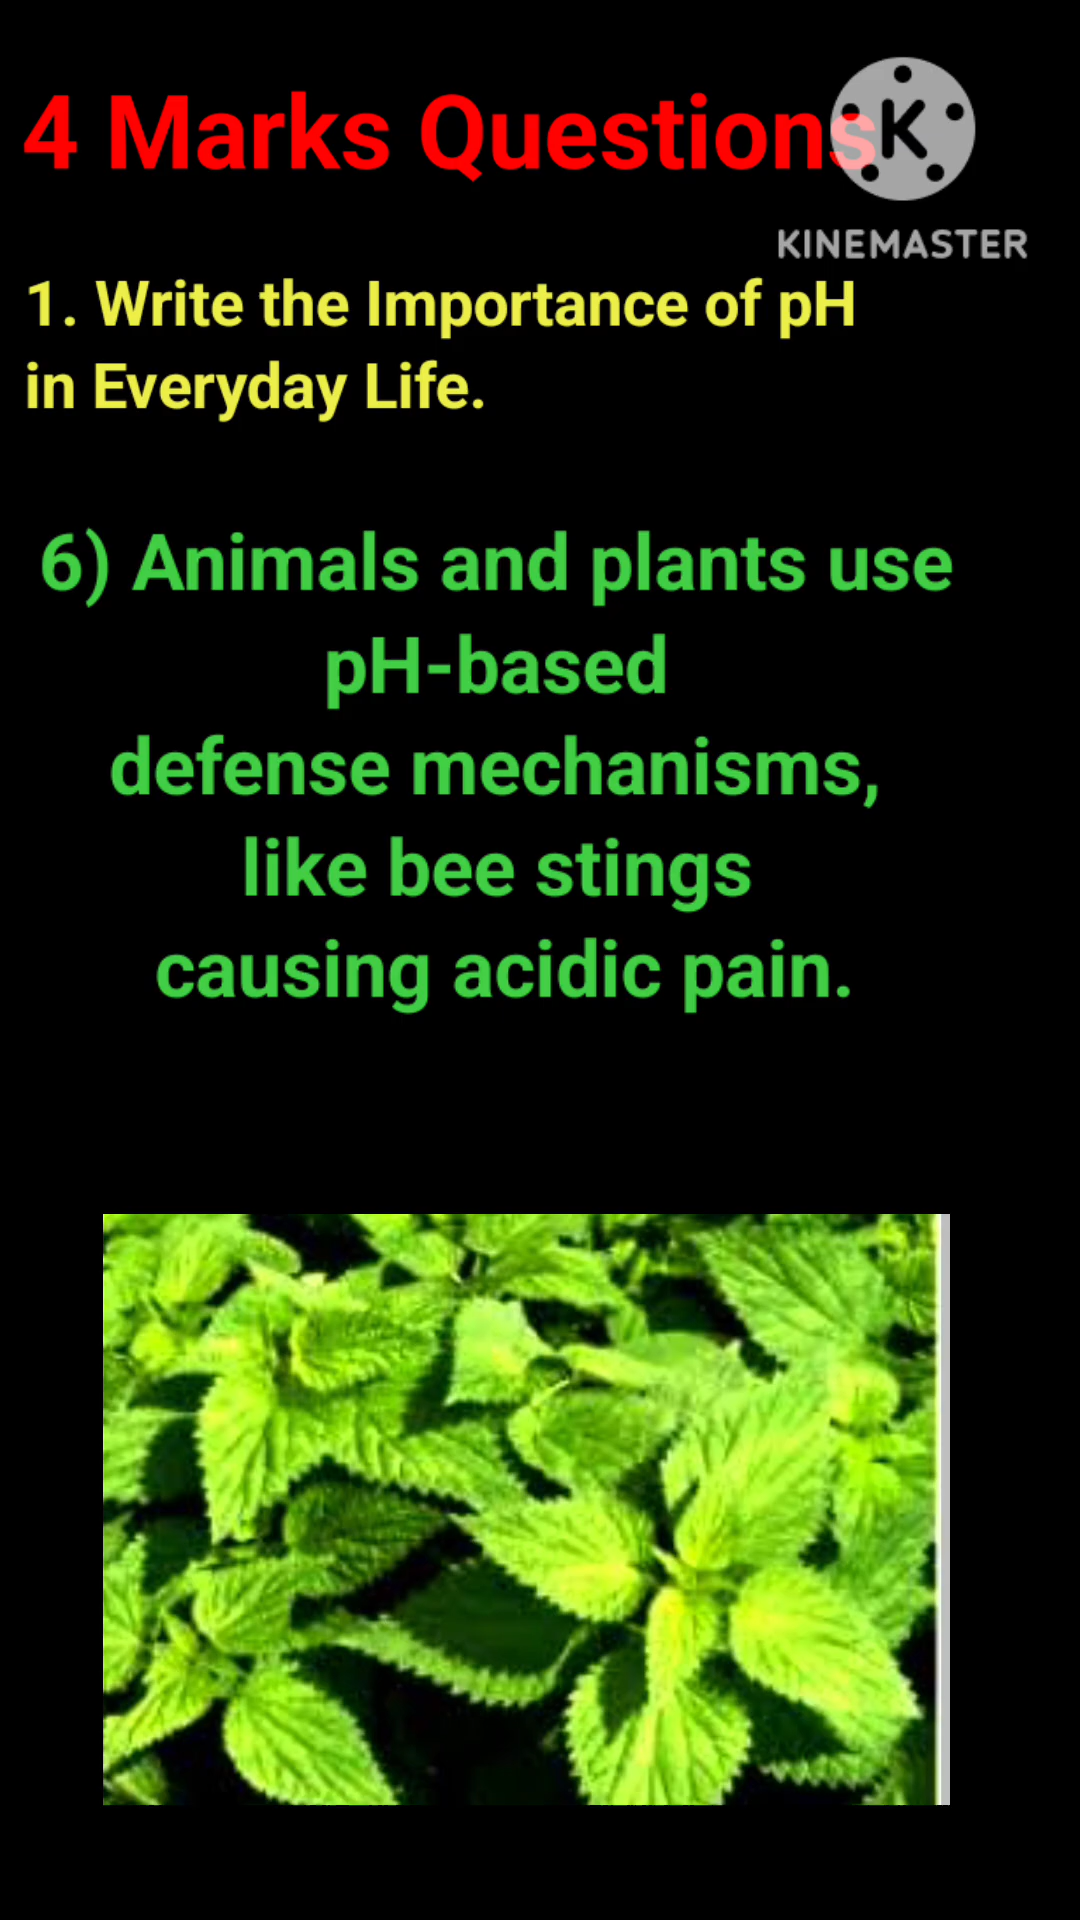 4 Marks Questions
K
KINEMASTER
1. Write the Importance of pH
in Everyday Life.
6) Animals and plants use
pH-based
defense mechanisms,
like bee stings
causing acidic pain.